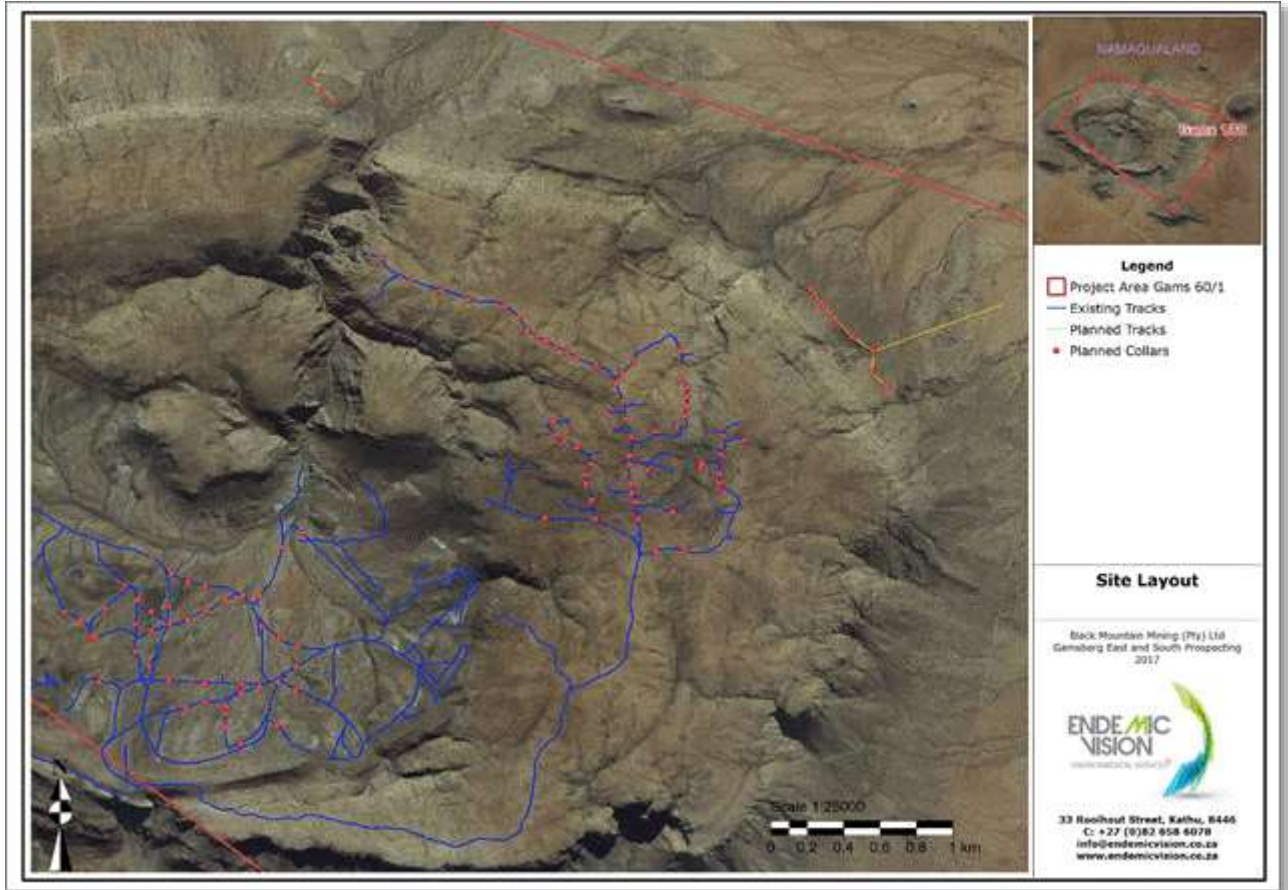 NAMAQUALAND
Legend
Project Area Gams 60/1
Existing Tracks
Planned Tracks
Planned Collars
Site Layout
Black Mountain Mining (Pty) Ltd
Gamsberg East and South Prospecting
2017
ENDEMIC
VISION
33 Rooihout Street, Kathu, 8446
C: +27 (0)82 858 6078
info@endemicvision.co.za
www.endemicvision.co.za
Scale 1:25000
0 0.2 0.4 0.6 0.8 1 km